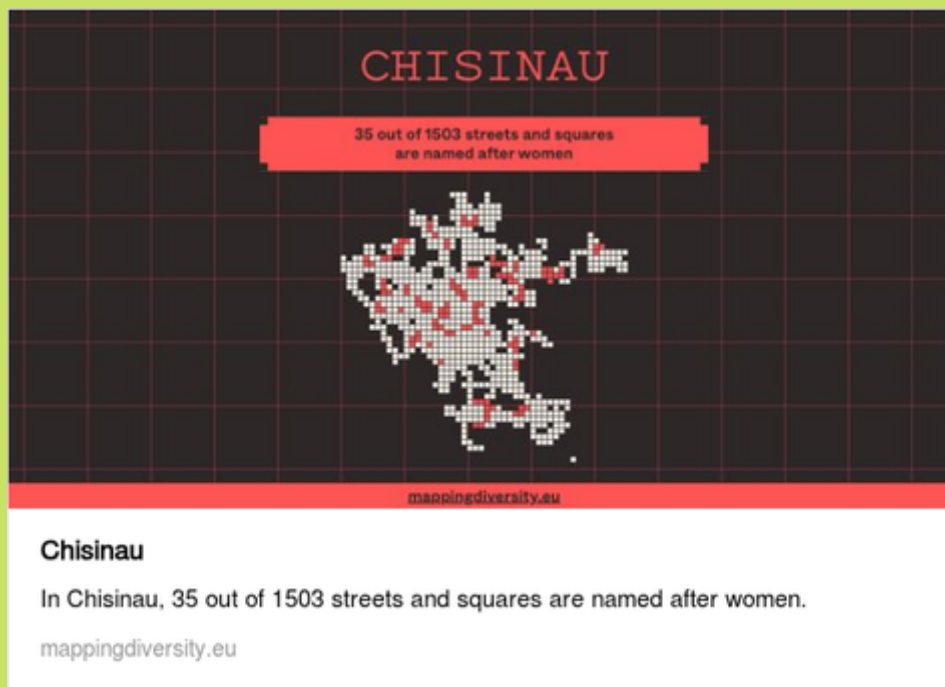 CHISINAU
35 out of 1503 streets and squares
are named after women
mappingdiversity.eu
Chisinau
In Chisinau, 35 out of 1503 streets and squares are named after women.
mappingdiversity.eu